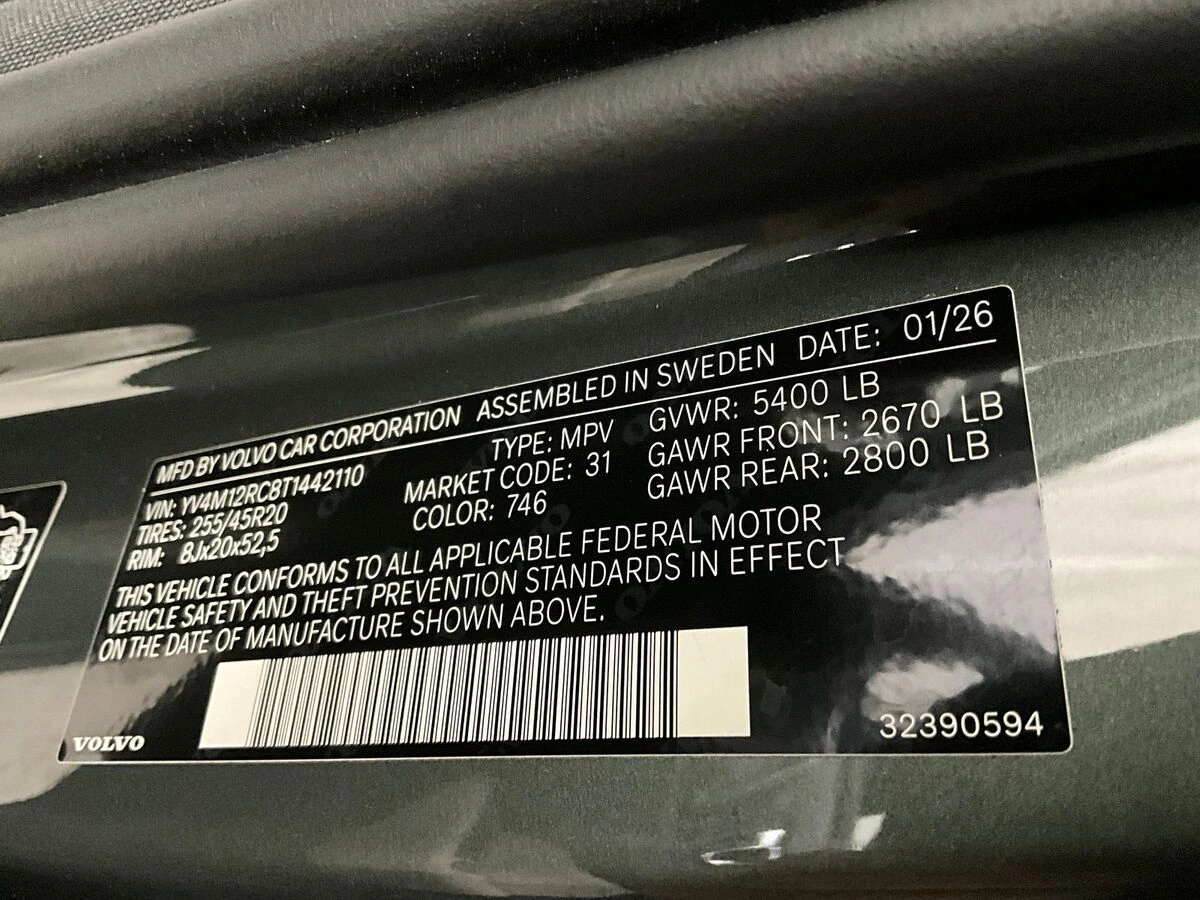 MFD BY VOLVO CAR CORPORATION ASSEMBLED IN SWEDEN DATE: 01/26
VIN: YV4M12RC8T1442110 TYPE: MPV GVWR: 5400 LB
TIRES: 255/45R20 MARKET CODE: 31 GAWR FRONT: 2670 LB
RIM: 8Jx20x52,5 COLOR: 746 GAWR REAR: 2800 LB
THIS VEHICLE CONFORMS TO ALL APPLICABLE FEDERAL MOTOR
VEHICLE SAFETY AND THEFT PREVENTION STANDARDS IN EFFECT
ON THE DATE OF MANUFACTURE SHOWN ABOVE.
VOLVO 32390594